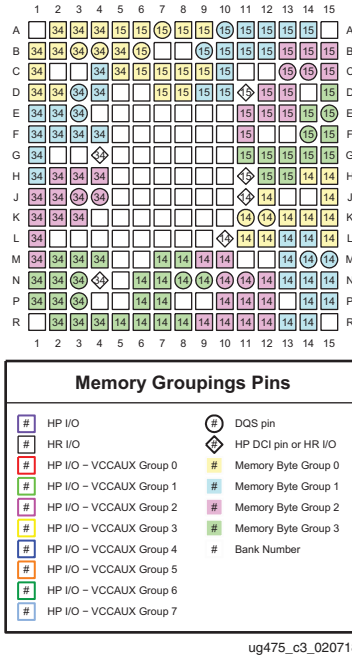 1 2 3 4 5 6 7 8 9 10 11 12 13 14 15
A 34 34 34 15 15 15 15 15 15 15 15 15 15 A
B 34 34 34 34 34 15 15 15 15 15 15 15 15 B
C 34 34 34 15 15 15 15 15 15 15 15 C
D 34 34 34 34 15 15 15 15 15 15 15 15 D
E 34 34 34 34 15 15 15 15 15 E
F 34 34 34 34 15 15 15 F
G 34 34 15 15 15 15 15 G
H 34 34 34 34 15 15 15 14 14 H
J 34 34 34 34 14 14 14 J
K 34 34 34 14 14 14 14 14 K
L 34 14 14 14 14 14 14 L
M 34 34 34 34 14 14 14 14 14 14 14 M
N 34 34 34 34 14 14 14 14 14 14 14 14 14 N
P 34 34 34 14 14 14 14 14 14 14 14 P
R 34 34 34 14 14 14 14 14 14 14 14 14 14 R
1 2 3 4 5 6 7 8 9 10 11 12 13 14 15
Memory Groupings Pins
# HP I/O
# HR I/O
# HP I/O – VCCAUX Group 0
# HP I/O – VCCAUX Group 1
# HP I/O – VCCAUX Group 2
# HP I/O – VCCAUX Group 3
# HP I/O – VCCAUX Group 4
# HP I/O – VCCAUX Group 5
# HP I/O – VCCAUX Group 6
# HP I/O – VCCAUX Group 7
# DQS pin
# HP DCI pin or HR I/O
# Memory Byte Group 0
# Memory Byte Group 1
# Memory Byte Group 2
# Memory Byte Group 3
# Bank Number